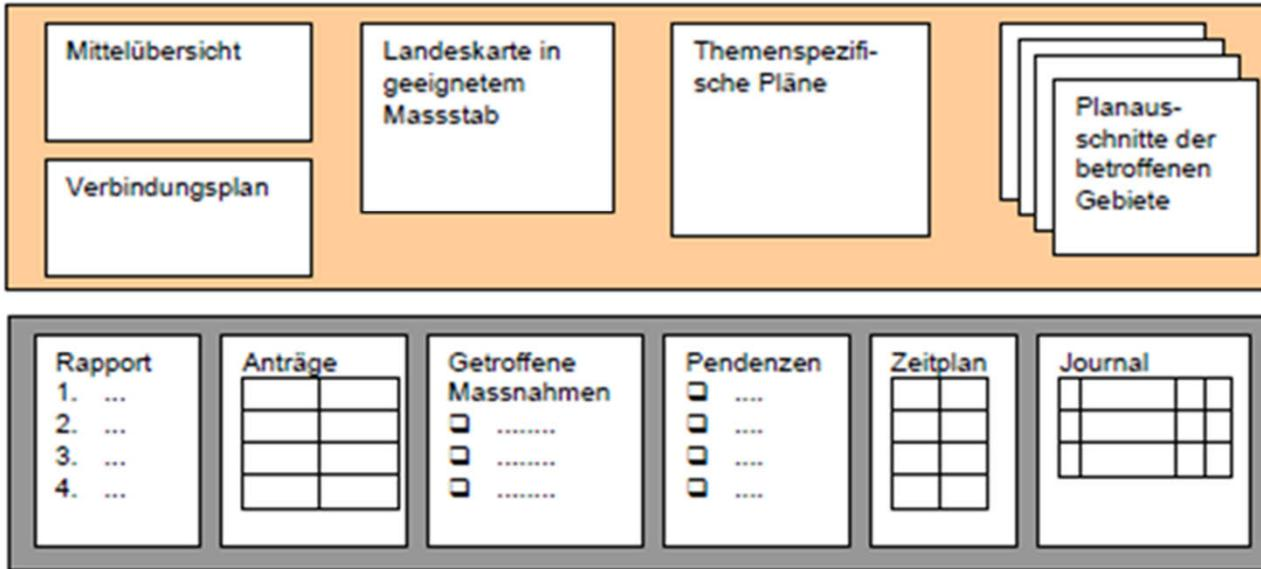 Mittelübersicht
Verbindungsplan
Landeskarte in
geeignetem
Massstab
Themenspezifi-
sche Pläne
Planaus-
schnitte der
betroffenen
Gebiete
Rapport
1. ...
2. ...
3. ...
4. ...
Anträge
Getroffene
Massnahmen
❑ ........
❑ ........
❑ ........
Pendenzen
❑ ....
❑ ....
❑ ....
❑ ....
Zeitplan
Journal